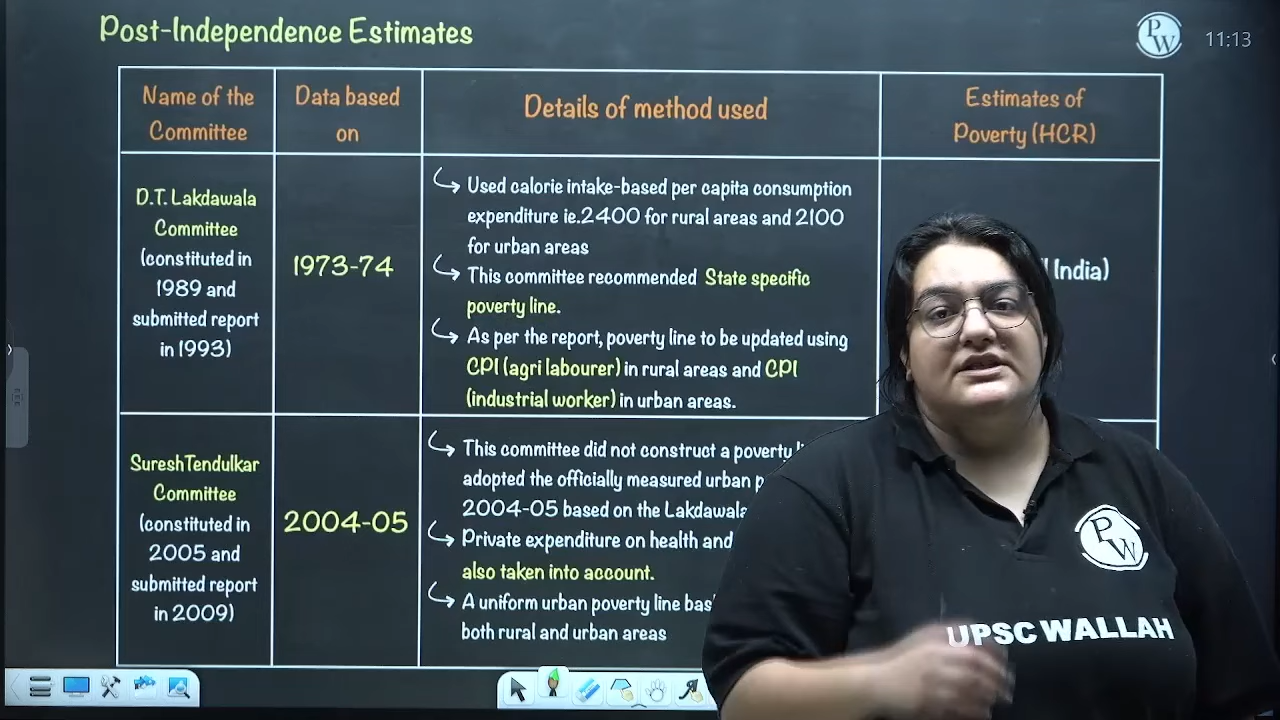 Post-Independence Estimates
PW
11:13
Name of the
Committee
Data based
on
Details of method used
Estimates of
Poverty (HCR)
D.T. Lakdawala
Committee
(constituted in
1989 and
submitted report
in 1993)
1973-74
Used calorie intake-based per capita consumption
expenditure ie.2400 for rural areas and 2100
for urban areas
This committee recommended State specific
poverty line.
As per the report, poverty line to be updated using
CPI (agri labourer) in rural areas and CPI
(industrial worker) in urban areas.
India)
SureshTendulkar
Committee
(constituted in
2005 and
submitted report
in 2009)
2004-05
This committee did not construct a poverty
adopted the officially measured urban
2004-05 based on the Lakdawala
Private expenditure on health and
also taken into account.
A uniform urban poverty line
both rural and urban areas
PW
UPSC WALLAH